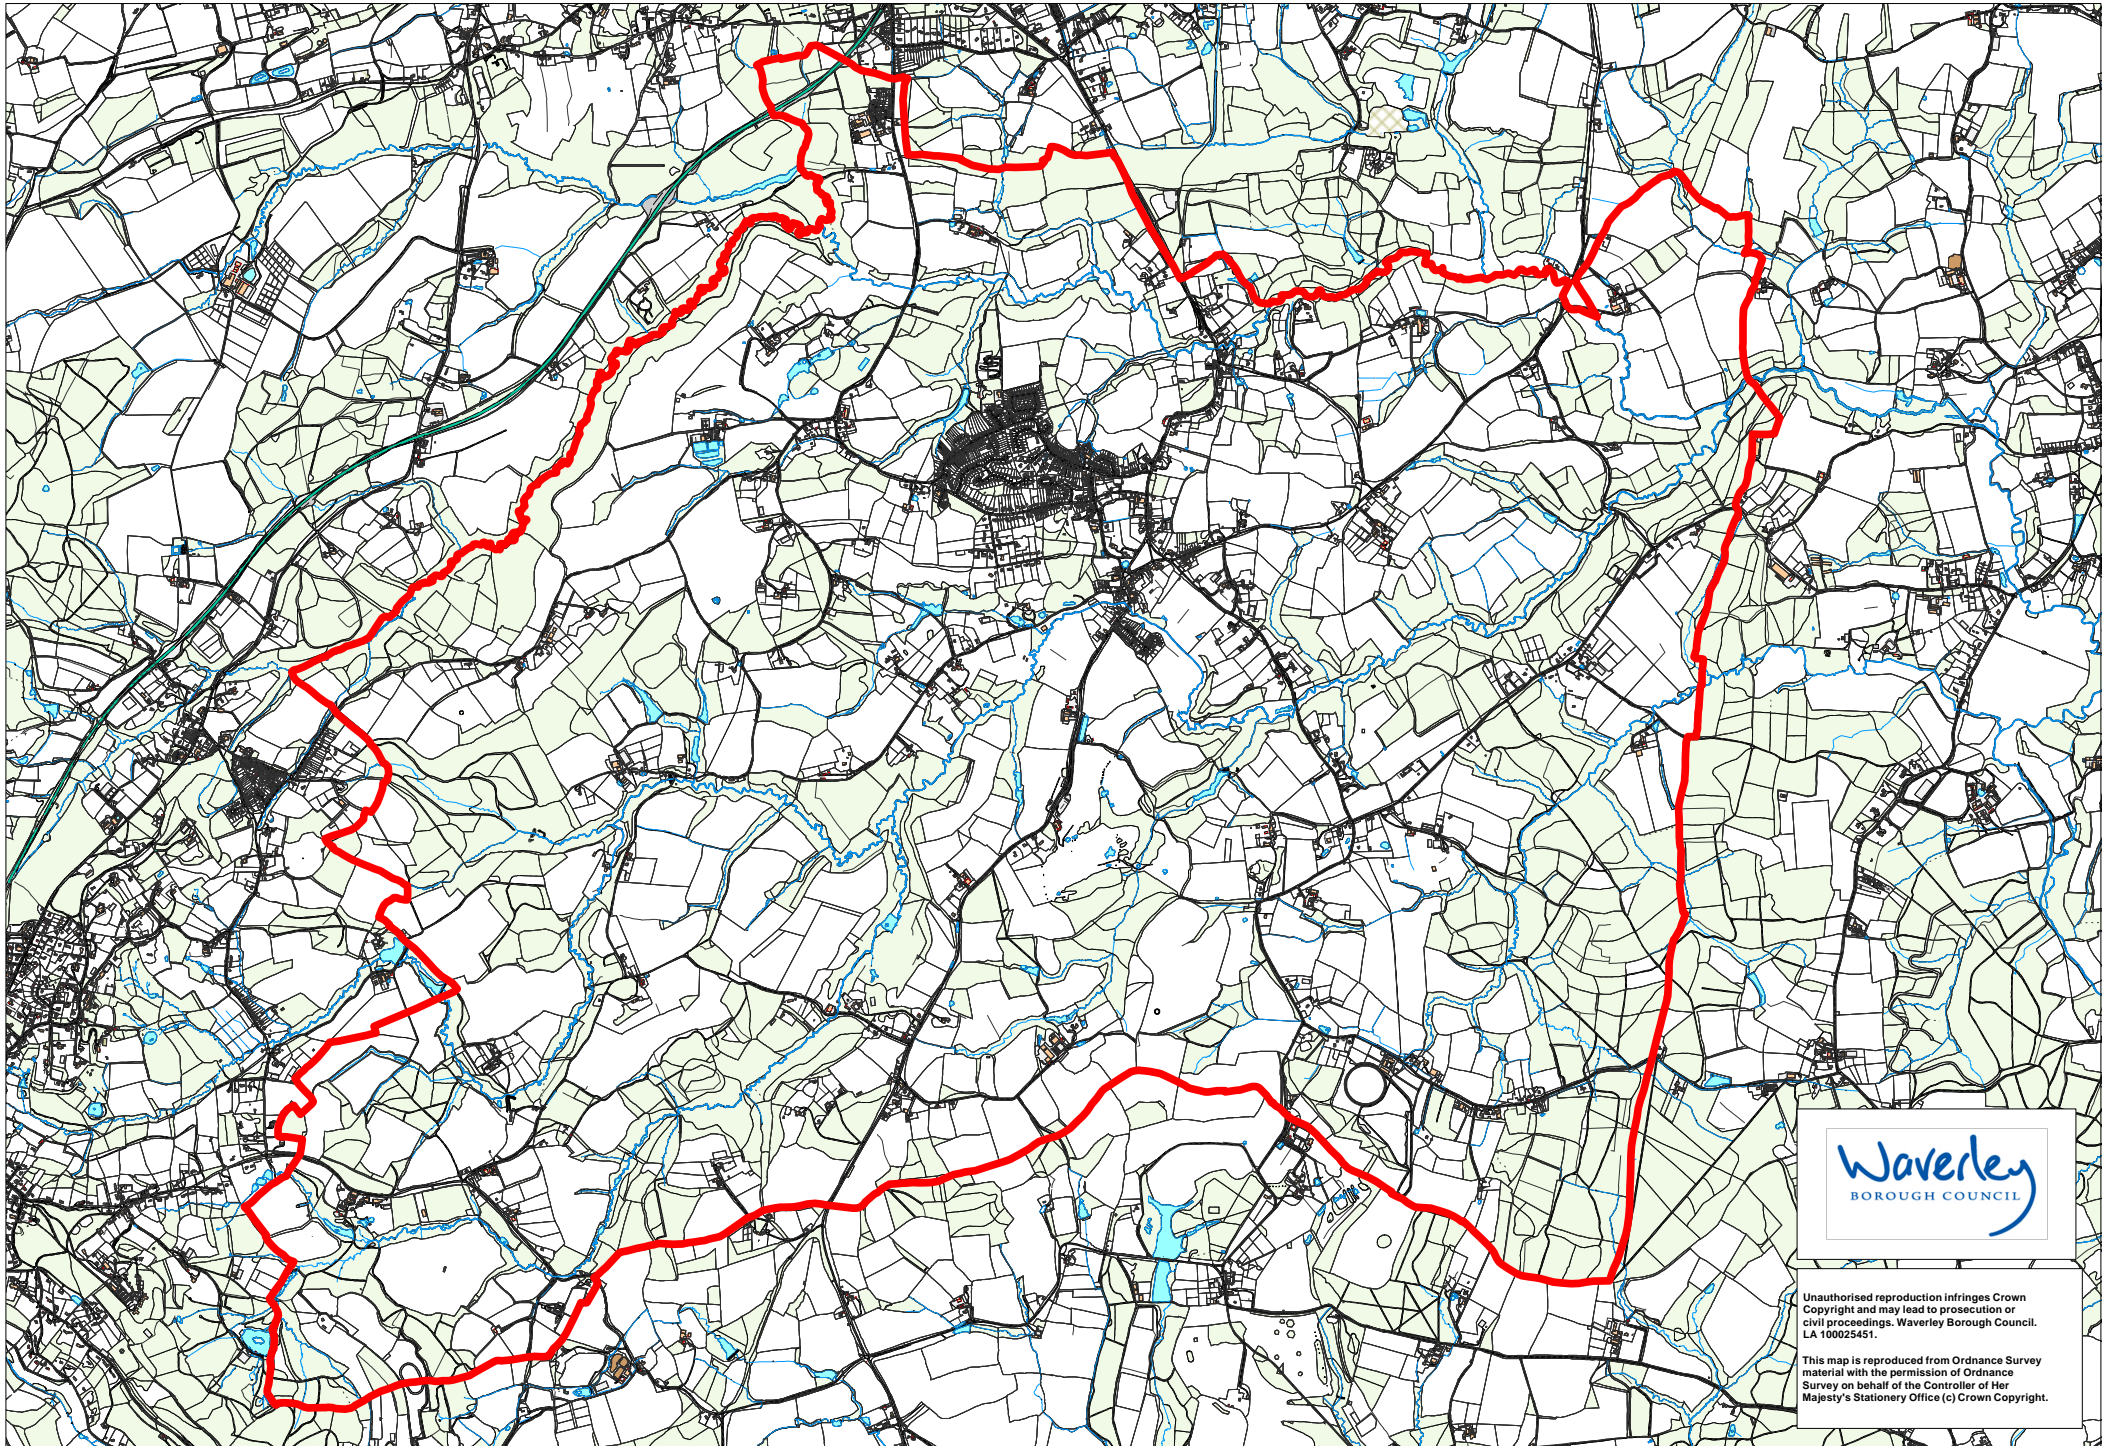 Waverley
BOROUGH COUNCIL
Unauthorised reproduction infringes Crown
Copyright and may lead to prosecution or
civil proceedings. Waverley Borough Council.
LA 100025451.
This map is reproduced from Ordnance Survey
material with the permission of Ordnance
Survey on behalf of the Controller of Her
Majesty's Stationery Office (c) Crown Copyright.